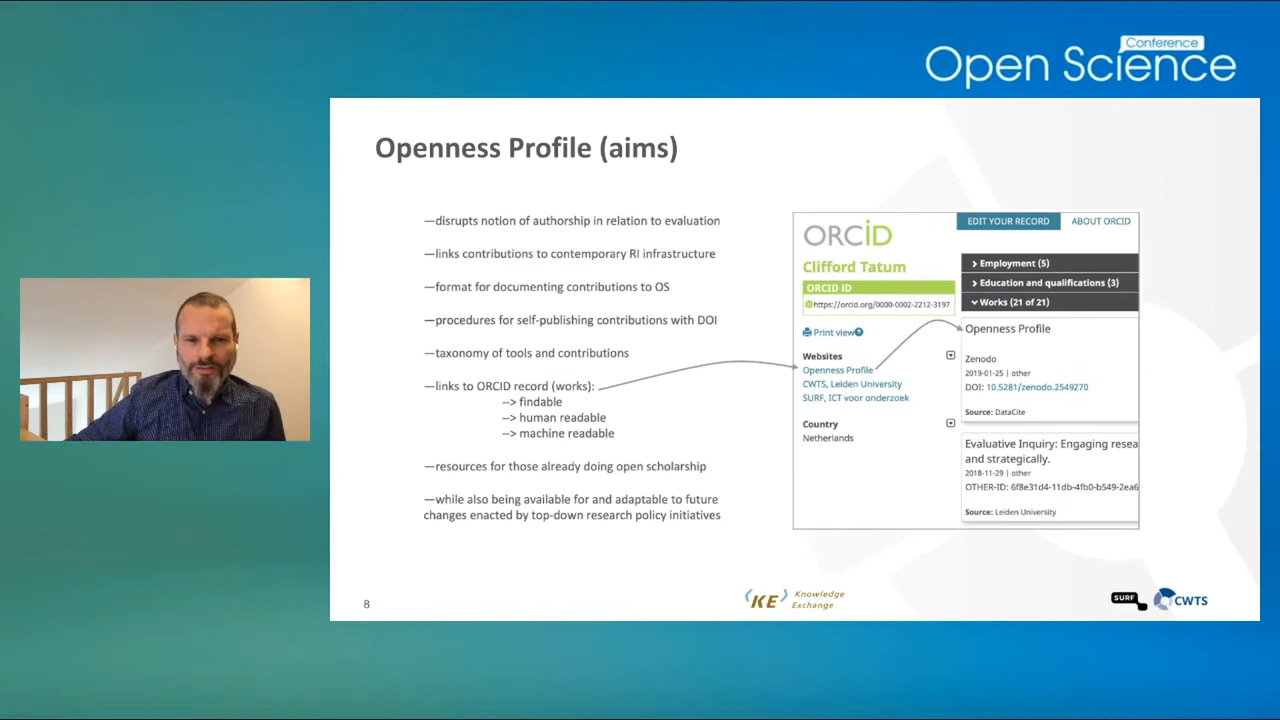 Conference
Open Science
Openness Profile (aims)
—disrupts notion of authorship in relation to evaluation
—links contributions to contemporary RI infrastructure
—format for documenting contributions to OS
—procedures for self-publishing contributions with DOI
—taxonomy of tools and contributions
—links to ORCID record (works):
--> findable
--> human readable
--> machine readable
—resources for those already doing open scholarship
—while also being available for and adaptable to future
changes enacted by top-down research policy initiatives
ORCID
Clifford Tatum
ORCID iD
https://orcid.org/0000-0002-2212-3197
Print view
Websites
Openness Profile
CWTS, Leiden University
SURF, ICT voor onderzoek
Country
Netherlands
EDIT YOUR RECORD
ABOUT ORCID
Employment (5)
Education and qualifications (3)
Works (21 of 21)
Openness Profile
Zenodo
2019-01-25 | other
DOI: 10.5281/zenodo.2549270
Source: DataCite
Evaluative Inquiry: Engaging resea
and strategically.
2018-11-29 | other
OTHER-ID: 6f8e31d4-11db-4fb0-b549-2ea6
Source: Leiden University
8
KE Knowledge
Exchange
SURF
CWTS